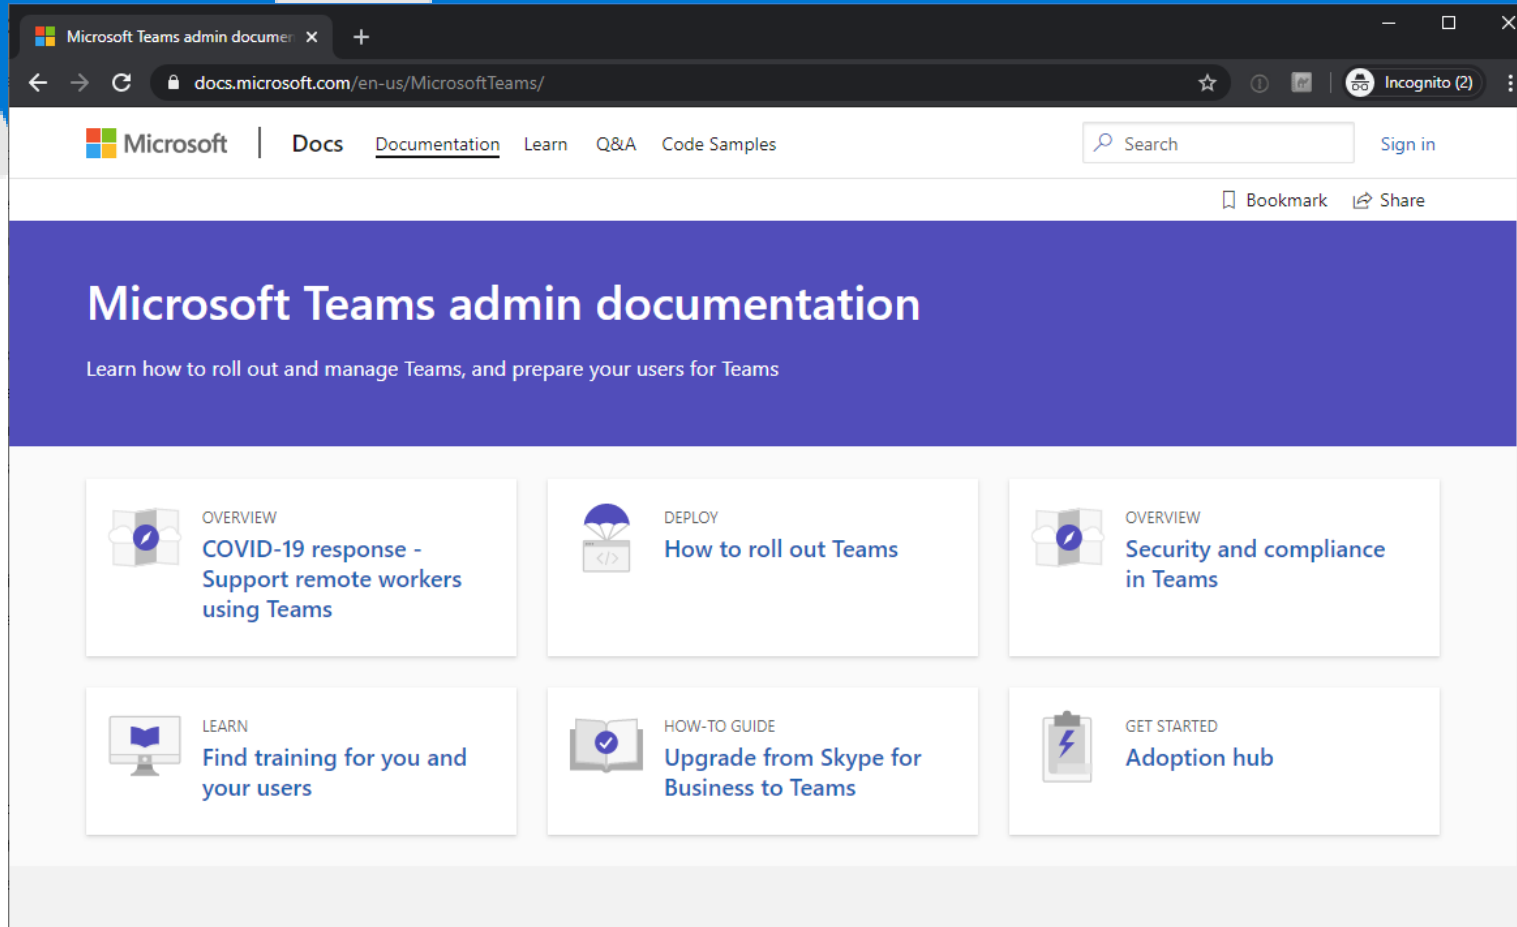 Microsoft Teams admin documen
docs.microsoft.com/en-us/MicrosoftTeams/
Incognito (2)
Microsoft
Docs
Documentation
Learn
Q&A
Code Samples
Search
Sign in
Bookmark
Share
Microsoft Teams admin documentation
Learn how to roll out and manage Teams, and prepare your users for Teams
OVERVIEW
COVID-19 response -
Support remote workers
using Teams
DEPLOY
How to roll out Teams
OVERVIEW
Security and compliance
in Teams
LEARN
Find training for you and
your users
HOW-TO GUIDE
Upgrade from Skype for
Business to Teams
GET STARTED
Adoption hub